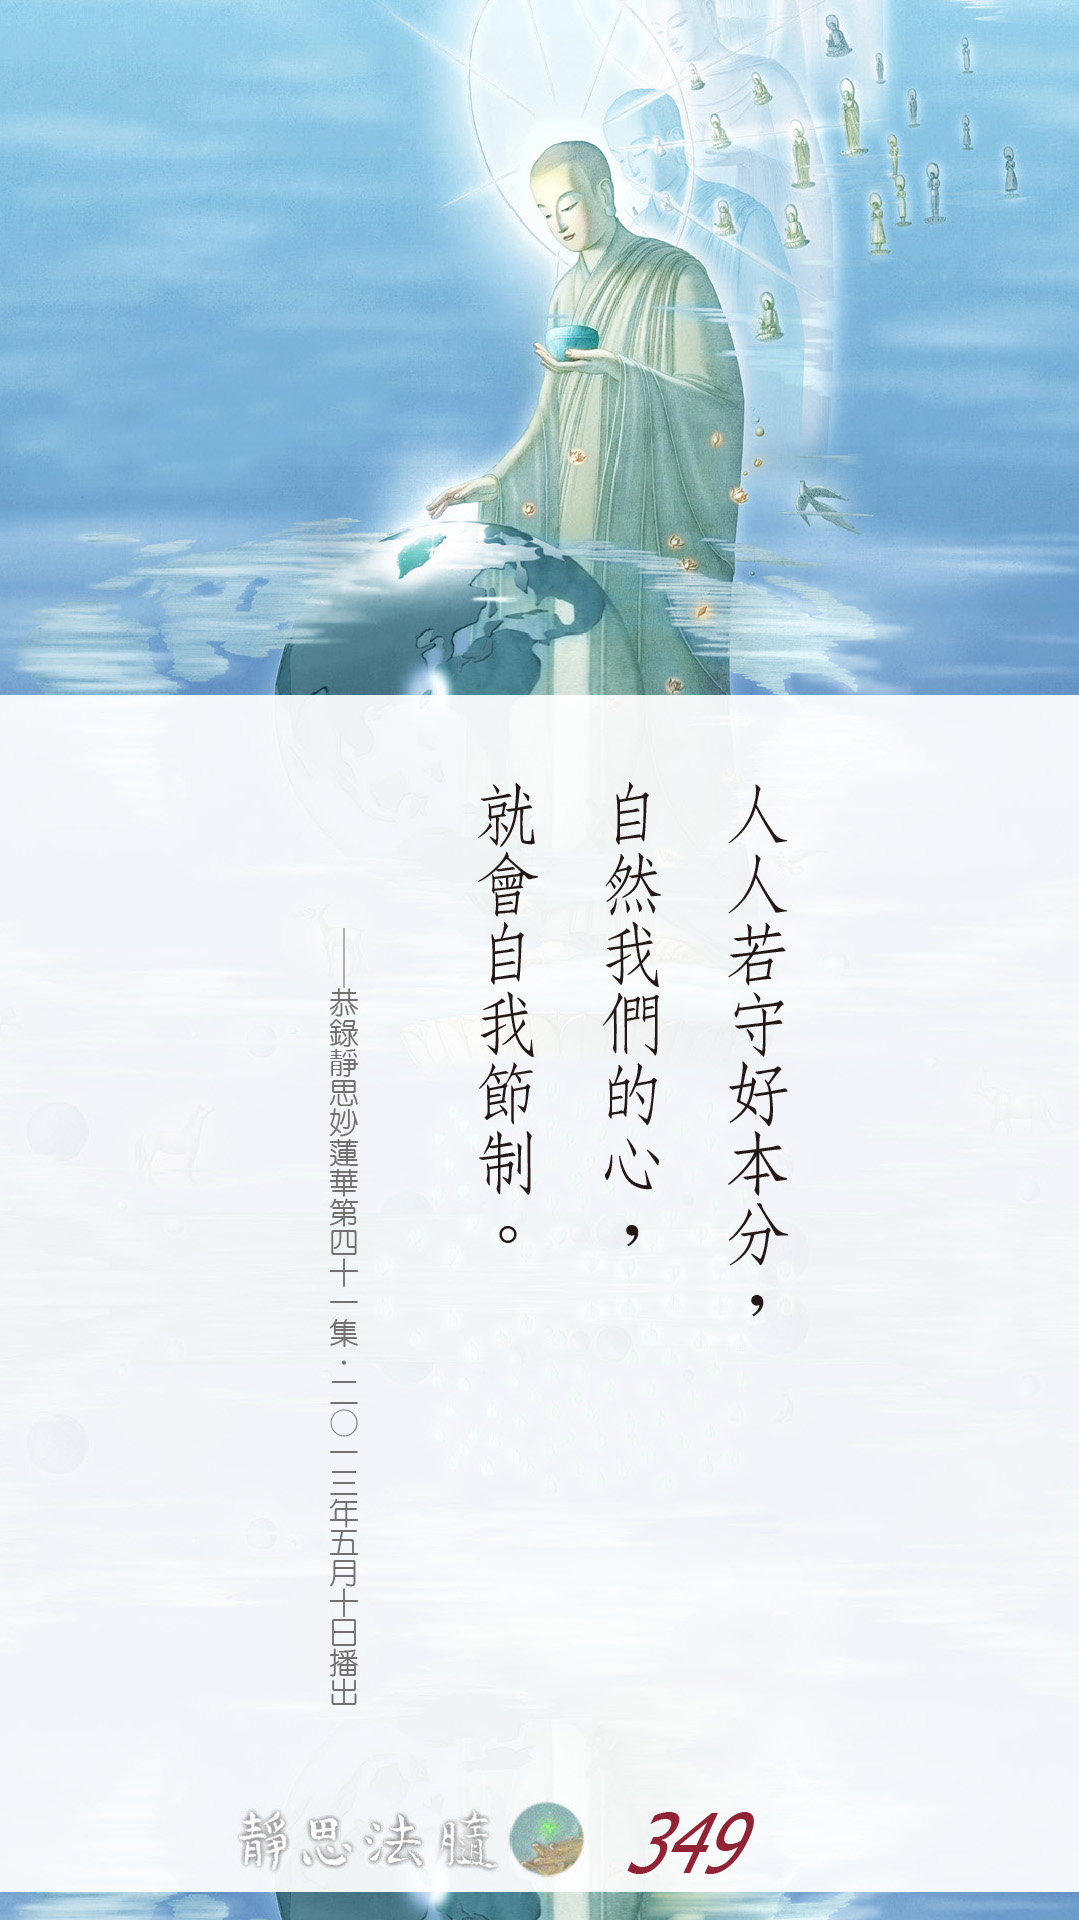 人人若守好本分，
自然我們的心，
就會自我節制。
——恭錄靜思妙蓮華第四十一集．二〇一三年五月十日播出
靜思法髓
349